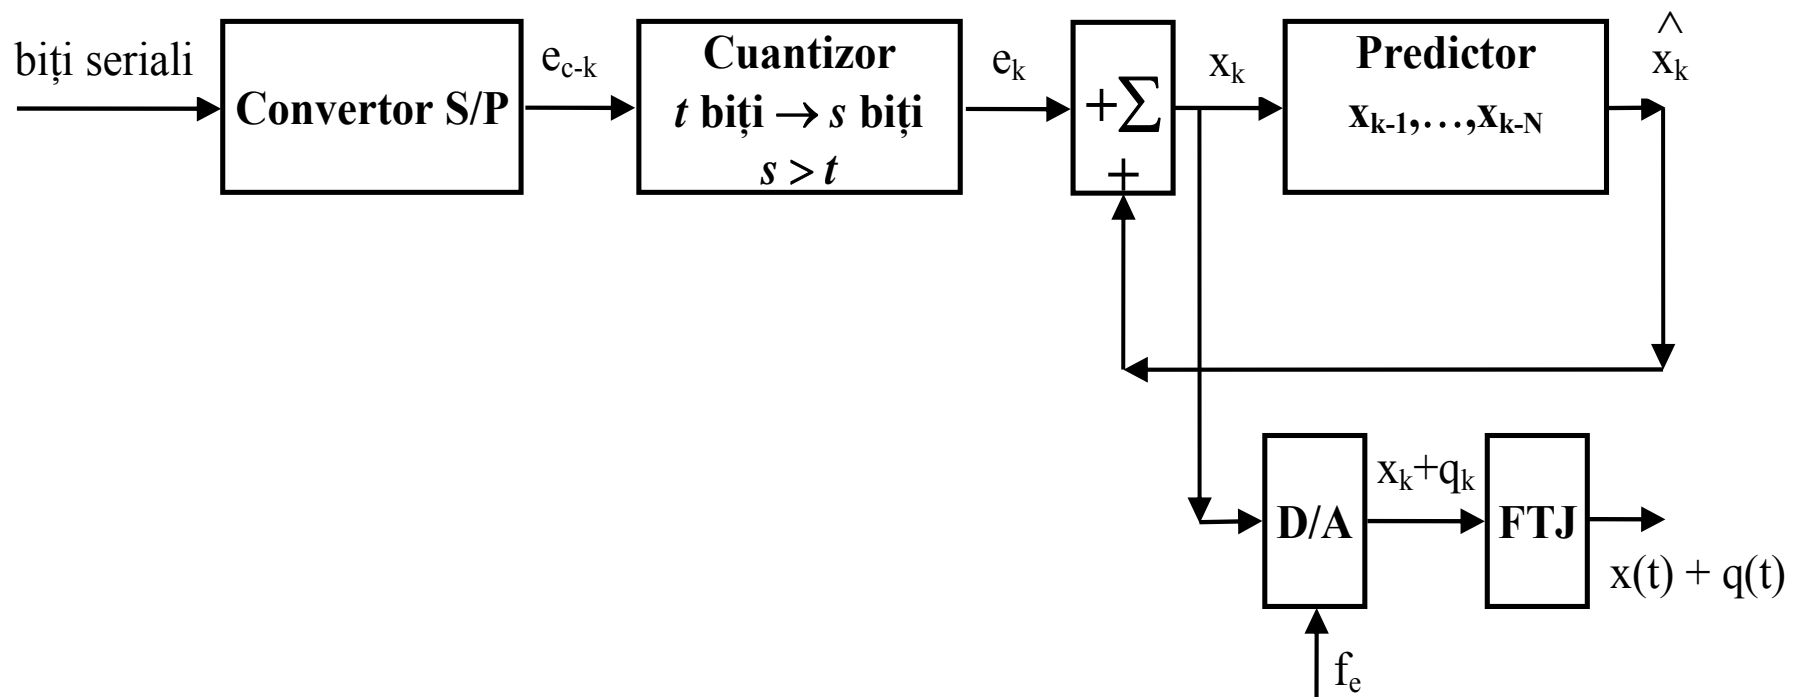 biți seriali
Convertor S/P
e_{c-k}
Cuantizor
t biți → s biți
s > t
e_k
+Σ
+
x_k
Predictor
x_{k-1},…,x_{k-N}
^
x_k
D/A
x_k+q_k
FTJ
x(t) + q(t)
f_e